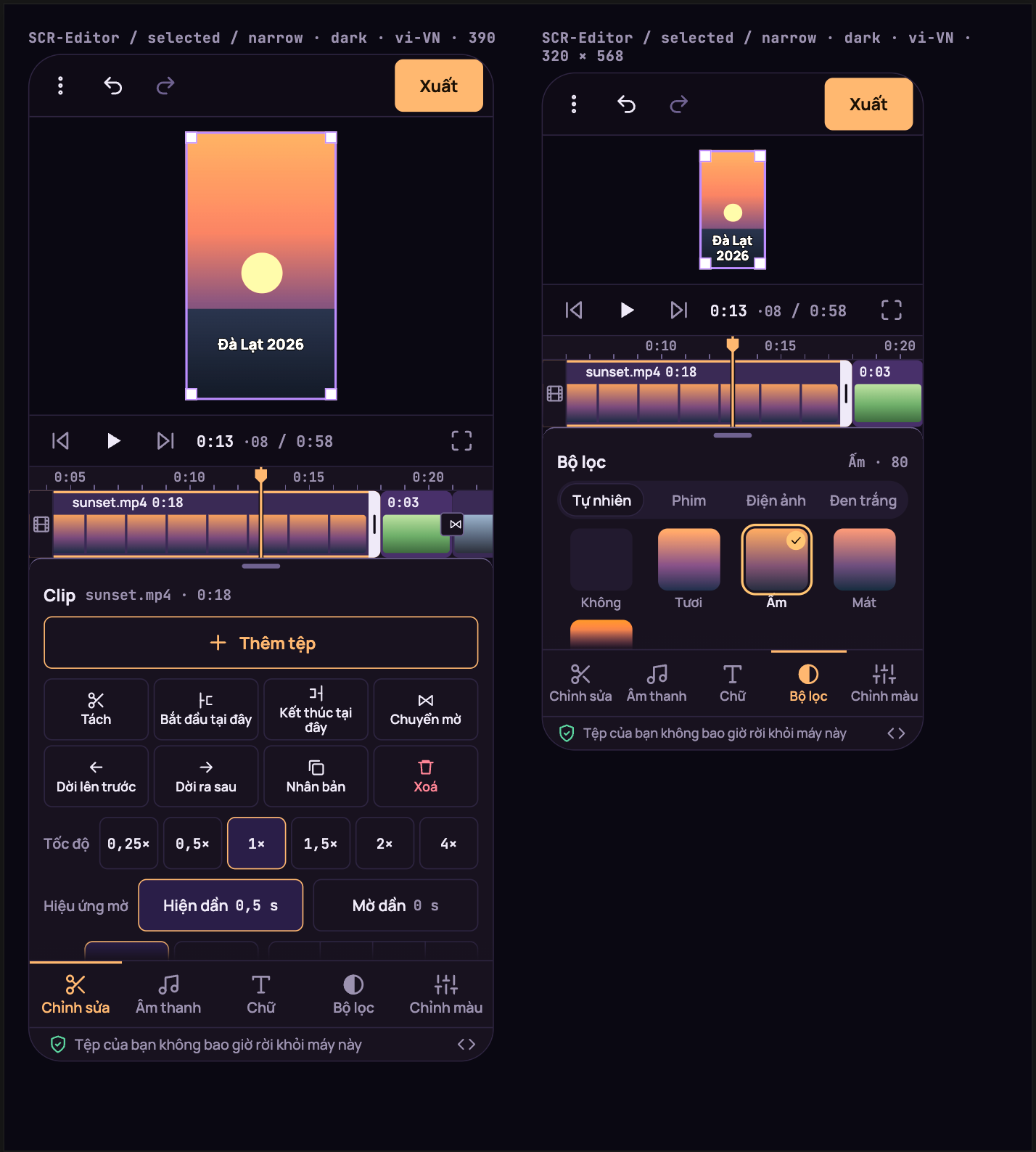 SCR-Editor / selected / narrow · dark · vi-VN · 390
Xuất
Đà Lạt 2026
0:13 ·08 / 0:58
0:05 0:10 0:15 0:20
sunset.mp4 0:18 0:03
Clip sunset.mp4 · 0:18
Thêm tệp
Tách
Bắt đầu tại đây
Kết thúc tại
đây
Chuyển mờ
Dời lên trước
Dời ra sau
Nhân bản
Xoá
Tốc độ 0,25× 0,5× 1× 1,5× 2× 4×
Hiệu ứng mờ Hiện dần 0,5 s Mờ dần 0 s
Chỉnh sửa Âm thanh Chữ Bộ lọc Chỉnh màu
Tệp của bạn không bao giờ rời khỏi máy này
SCR-Editor / selected / narrow · dark · vi-VN ·
320 × 568
Xuất
Đà Lạt
2026
0:13 ·08 / 0:58
0:10 0:15 0:20
sunset.mp4 0:18 0:03
Bộ lọc Ấm · 80
Tự nhiên Phim Điện ảnh Đen trắng
Không Tươi Ấm Mát
Chỉnh sửa Âm thanh Chữ Bộ lọc Chỉnh màu
Tệp của bạn không bao giờ rời khỏi máy này